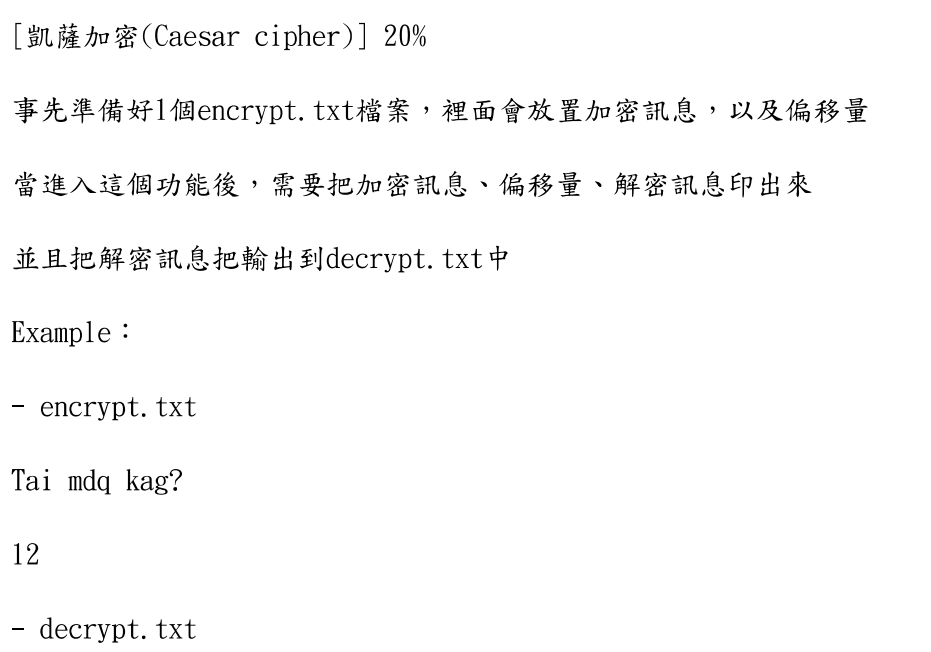 [凱薩加密(Caesar cipher)] 20%
事先準備好1個encrypt.txt檔案，裡面會放置加密訊息，以及偏移量
當進入這個功能後，需要把加密訊息、偏移量、解密訊息印出來
並且把解密訊息把輸出到decrypt.txt中
Example：
- encrypt.txt
Tai mdq kag?
12
- decrypt.txt